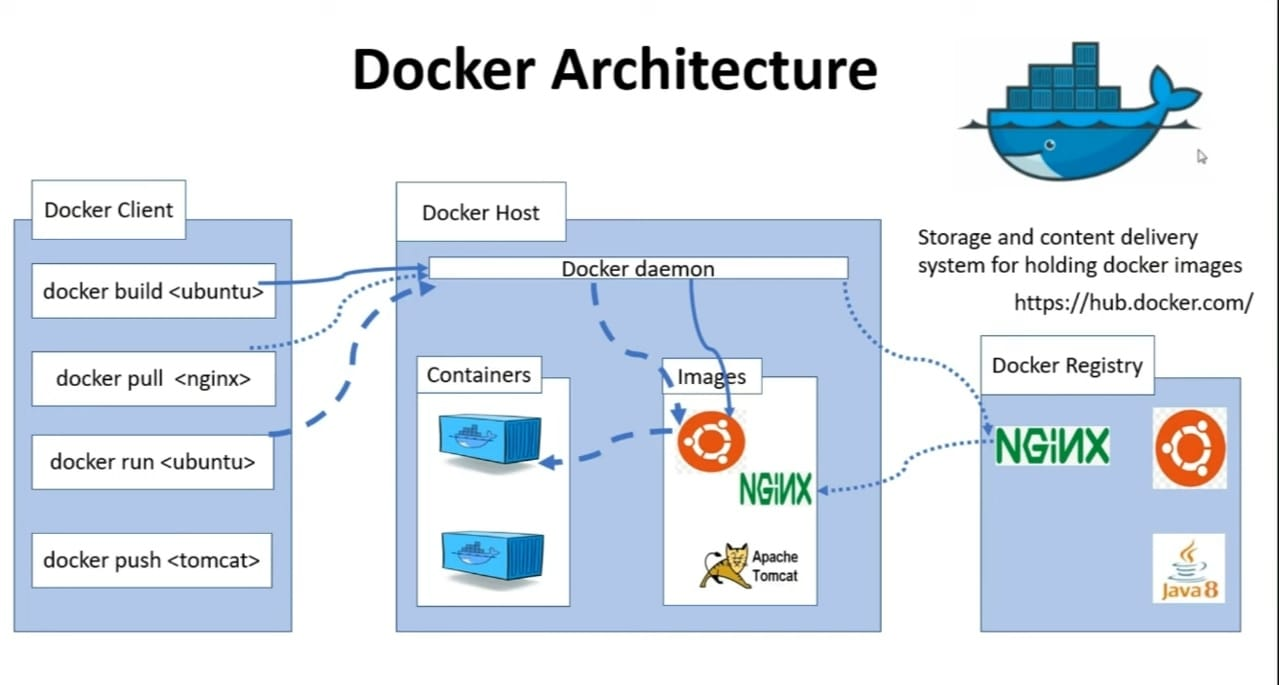 Docker Architecture
Docker Client
docker build <ubuntu>
docker pull  <nginx>
docker run <ubuntu>
docker push <tomcat>
Docker Host
Docker daemon
Containers
Images
NGiNX
Apache
Tomcat
Storage and content delivery
system for holding docker images
https://hub.docker.com/
Docker Registry
NGiNX
Java 8